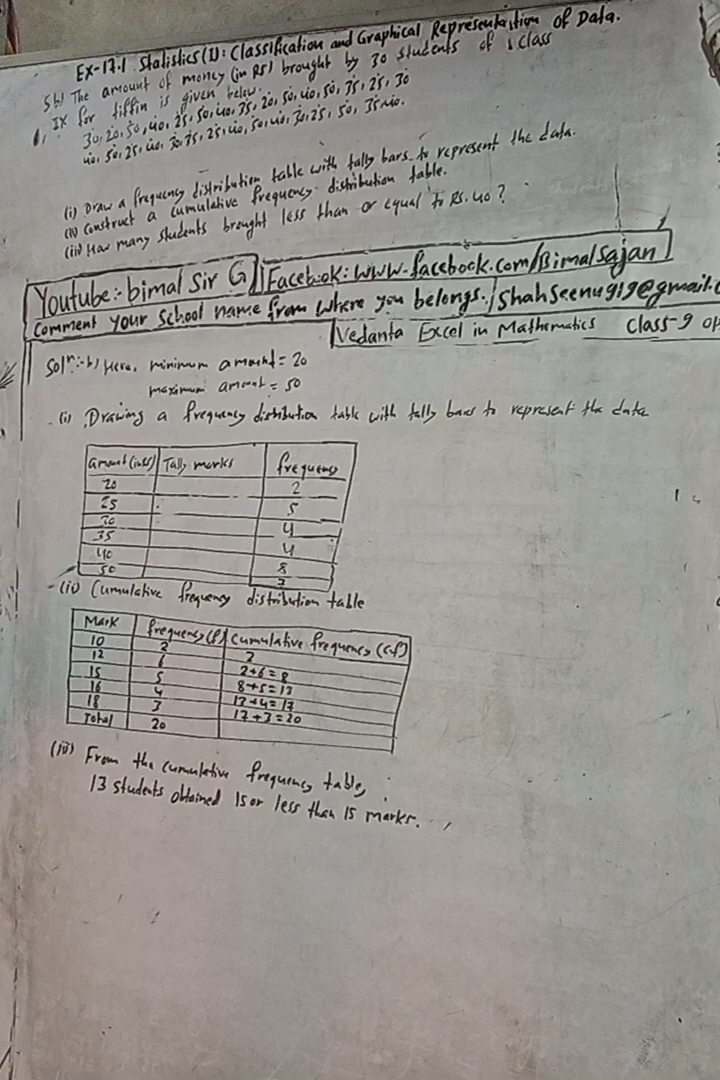 Ex-17.1 Statistics (I): Classification and Graphical Representation of Data.
5b) The amount of money (in RS) brought by 30 students of class
IX for tiffin is given below.
30, 20, 50, 40, 25, 50, 40, 35, 20, 50, 40, 50, 35, 25, 30
40, 50, 25, 40, 30, 35, 25, 40, 50, 40, 30, 25, 50, 35, 40.
(i) Draw a frequency distribution table with tally bars to represent the data.
(ii) Construct a cumulative frequency distribution table.
(iii) How many students brought less than or equal to Rs. 40?
Youtube:- bimal Sir G Facebook: www.facebook.com/Bimalsajan
Comment your School name from where you belongs. / Shahseenu919@gmail.c
Vedanta Excel in Mathematics Class-9 op
Solⁿ:- b) Here, minimum amount = 20
maximum amount = 50
(i) Drawing a frequency distribution table with tally bars to represent the data
amount (in RS) Tally marks frequency
20 2
25 5
30 4
35 4
40 8
50 7
(ii) Cumulative frequency distribution table
Mark frequency (f) Cumulative frequency (c.f)
10 2 2
12 6 2+6=8
15 5 8+5=13
16 4 13+4=17
18 3 17+3=20
Total 20
(iii) From the cumulative frequency table,
13 students obtained 15 or less than 15 marks.